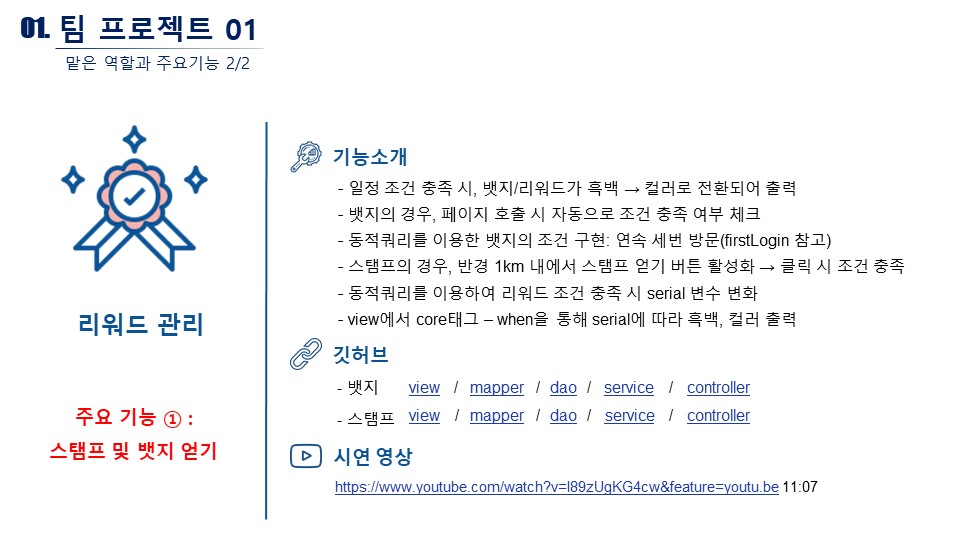 01. 팀 프로젝트 01
맡은 역할과 주요기능 2/2
리워드 관리
주요 기능 ① :
스탬프 및 뱃지 얻기
기능소개
- 일정 조건 충족 시, 뱃지/리워드가 흑백 → 컬러로 전환되어 출력
- 뱃지의 경우, 페이지 호출 시 자동으로 조건 충족 여부 체크
- 동적쿼리를 이용한 뱃지의 조건 구현: 연속 세번 방문(firstLogin 참고)
- 스탬프의 경우, 반경 1km 내에서 스탬프 얻기 버튼 활성화 → 클릭 시 조건 충족
- 동적쿼리를 이용하여 리워드 조건 충족 시 serial 변수 변화
- view에서 core태그 – when을 통해 serial에 따라 흑백, 컬러 출력
깃허브
- 뱃지 view / mapper / dao / service / controller
- 스탬프 view / mapper / dao / service / controller
시연 영상
https://www.youtube.com/watch?v=l89zUgKG4cw&feature=youtu.be 11:07